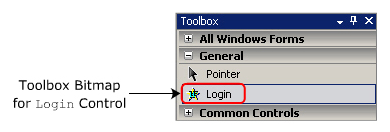 Toolbox
All Windows Forms
General
Pointer
Toolbox Bitmap
for Login Control
Login
Common Controls